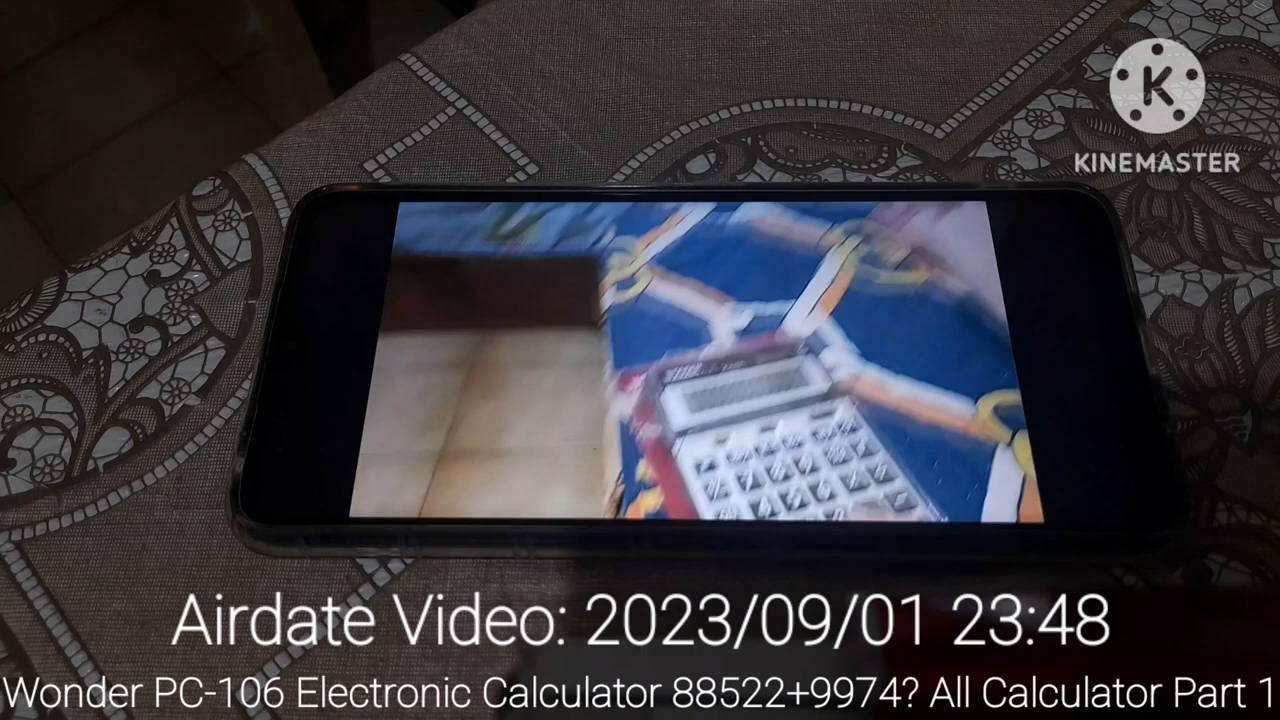 KINEMASTER
Airdate Video: 2023/09/01 23:48
Wonder PC-106 Electronic Calculator 88522+9974? All Calculator Part 1